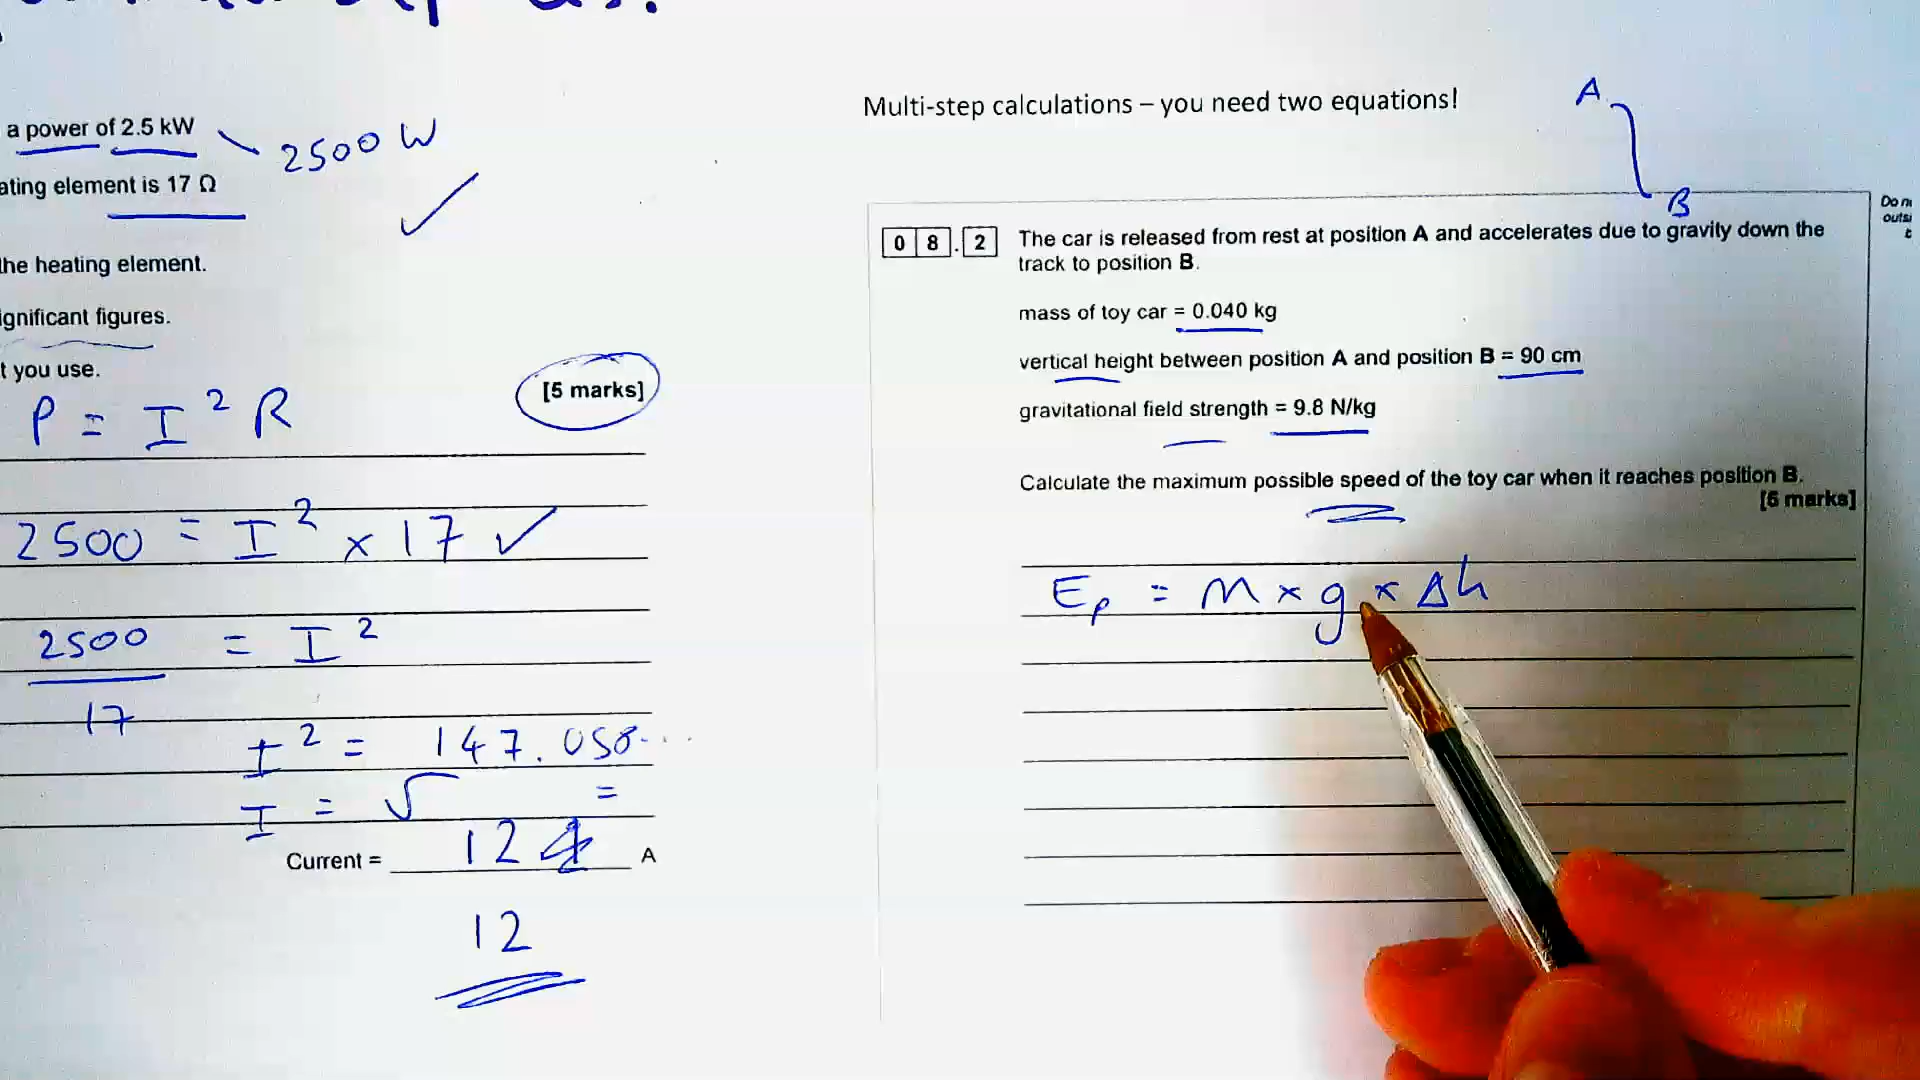 a power of 2.5 kW
2500 W
ating element is 17 Ω
the heating element.
ignificant figures.
t you use.
[5 marks]
P = I² R
2500 = I² × 17 ✓
2500 = I²
17
I² = 147.058...
I = √ =
Current = 12 A
12
Multi-step calculations – you need two equations!
A
B
08.2 The car is released from rest at position A and accelerates due to gravity down the
track to position B.
mass of toy car = 0.040 kg
vertical height between position A and position B = 90 cm
gravitational field strength = 9.8 N/kg
Calculate the maximum possible speed of the toy car when it reaches position B.
[5 marks]
Ep = m × g × Δh
Do n
outsi